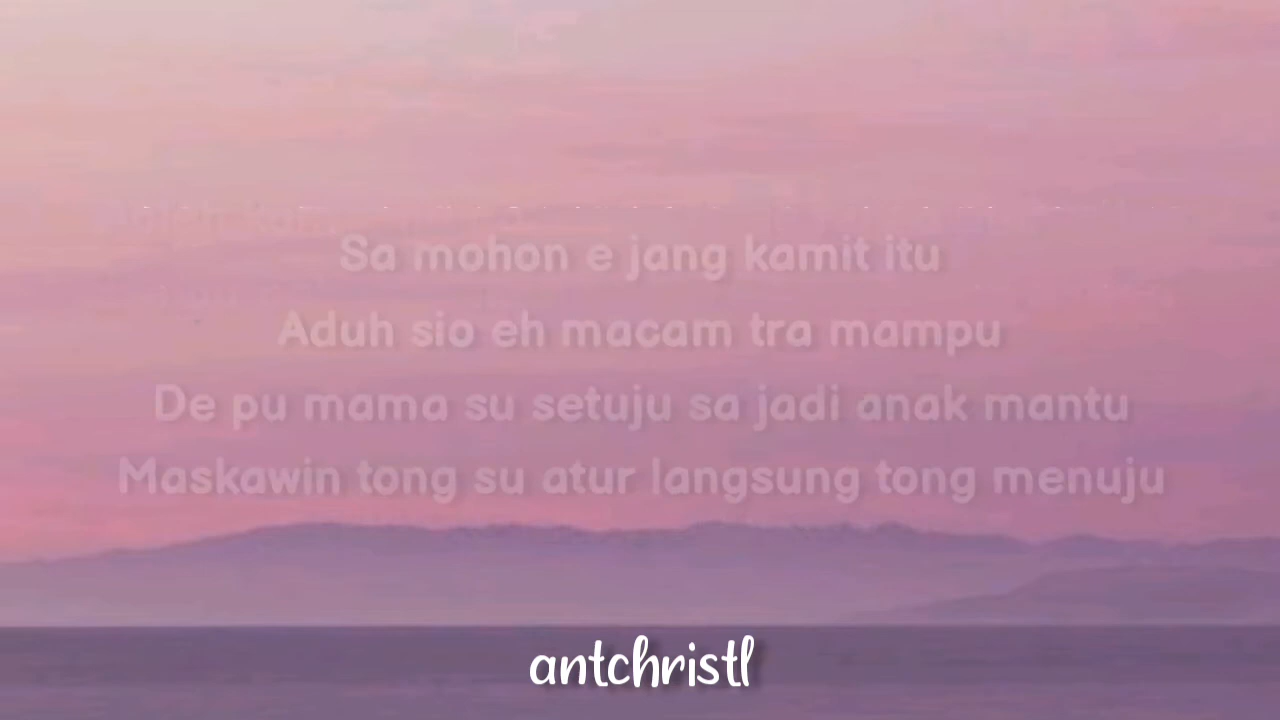 Sa mohon e jang kamit itu
Aduh sio eh macam tra mampu
De pu mama su setuju sa jadi anak mantu
Maskawin tong su atur langsung tong menuju
antchristl